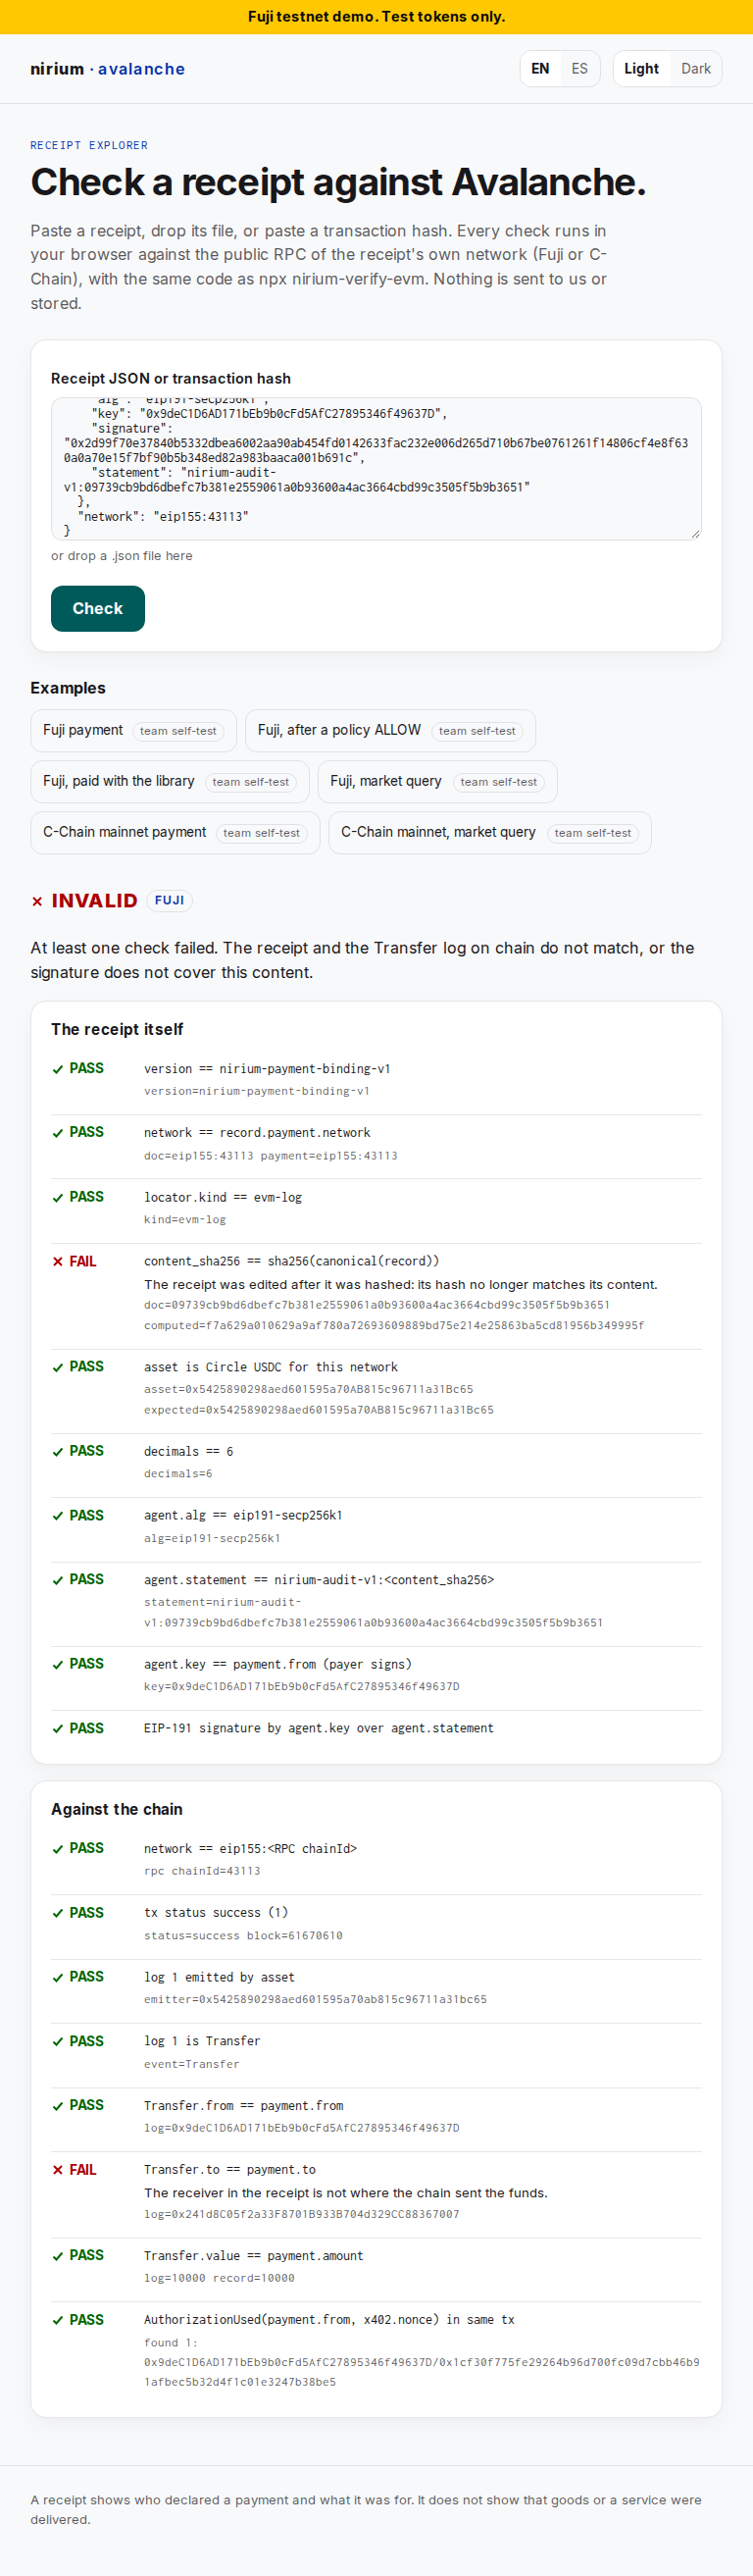 Fuji testnet demo. Test tokens only.
nirium · avalanche
EN ES Light Dark
RECEIPT EXPLORER
Check a receipt against Avalanche.
Paste a receipt, drop its file, or paste a transaction hash. Every check runs in
your browser against the public RPC of the receipt's own network (Fuji or C-
Chain), with the same code as npx nirium-verify-evm. Nothing is sent to us or
stored.
Receipt JSON or transaction hash
"alg": "eip191-secp256k1",
"key": "0x9deC1D6AD171bEb9b0cFd5AfC27895346f49637D",
"signature":
"0x2d99f70e37840b5332dbea6002aa90ab454fd0142633fac232e006d265d710b67be0761261f14806cf4e8f63
0a0a70e15f7bf90b5b348ed82a983baaca001b691c",
"statement": "nirium-audit-
v1:09739cb9bd6dbefc7b381e2559061a0b93600a4ac3664cbd99c3505f5b9b3651"
},
"network": "eip155:43113"
}
or drop a .json file here
Check
Examples
Fuji payment team self-test
Fuji, after a policy ALLOW team self-test
Fuji, paid with the library team self-test
Fuji, market query team self-test
C-Chain mainnet payment team self-test
C-Chain mainnet, market query team self-test
× INVALID FUJI
At least one check failed. The receipt and the Transfer log on chain do not match, or the
signature does not cover this content.
The receipt itself
✓ PASS version == nirium-payment-binding-v1
version=nirium-payment-binding-v1
✓ PASS network == record.payment.network
doc=eip155:43113 payment=eip155:43113
✓ PASS locator.kind == evm-log
kind=evm-log
× FAIL content_sha256 == sha256(canonical(record))
The receipt was edited after it was hashed: its hash no longer matches its content.
doc=09739cb9bd6dbefc7b381e2559061a0b93600a4ac3664cbd99c3505f5b9b3651
computed=f7a629a010629a9af780a72693609889bd75e214e25863ba5cd81956b349995f
✓ PASS asset is Circle USDC for this network
asset=0x5425890298aed601595a70AB815c96711a31Bc65
expected=0x5425890298aed601595a70AB815c96711a31Bc65
✓ PASS decimals == 6
decimals=6
✓ PASS agent.alg == eip191-secp256k1
alg=eip191-secp256k1
✓ PASS agent.statement == nirium-audit-v1:<content_sha256>
statement=nirium-audit-
v1:09739cb9bd6dbefc7b381e2559061a0b93600a4ac3664cbd99c3505f5b9b3651
✓ PASS agent.key == payment.from (payer signs)
key=0x9deC1D6AD171bEb9b0cFd5AfC27895346f49637D
✓ PASS EIP-191 signature by agent.key over agent.statement
Against the chain
✓ PASS network == eip155:<RPC chainId>
rpc chainId=43113
✓ PASS tx status success (1)
status=success block=61670610
✓ PASS log 1 emitted by asset
emitter=0x5425890298aed601595a70ab815c96711a31bc65
✓ PASS log 1 is Transfer
event=Transfer
✓ PASS Transfer.from == payment.from
log=0x9deC1D6AD171bEb9b0cFd5AfC27895346f49637D
× FAIL Transfer.to == payment.to
The receiver in the receipt is not where the chain sent the funds.
log=0x241d8C05f2a33F8701B933B704d329CC88367007
✓ PASS Transfer.value == payment.amount
log=10000 record=10000
✓ PASS AuthorizationUsed(payment.from, x402.nonce) in same tx
found 1:
0x9deC1D6AD171bEb9b0cFd5AfC27895346f49637D/0x1cf30f775fe29264b96d700fc09d7cbb46b9
1afbec5b32d4f1c01e3247b38be5
A receipt shows who declared a payment and what it was for. It does not show that goods or a service were
delivered.